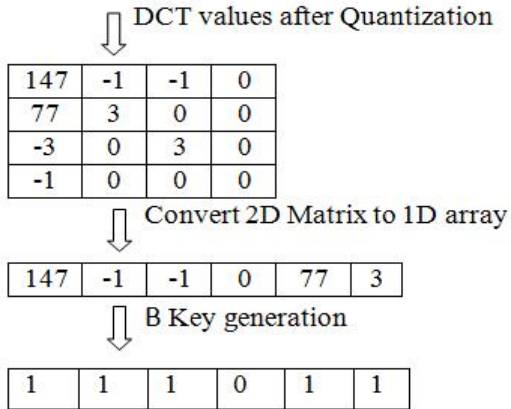 DCT values after Quantization
147 -1 -1 0
77 3 0 0
-3 0 3 0
-1 0 0 0
Convert 2D Matrix to 1D array
147 -1 -1 0 77 3
B Key generation
1 1 1 0 1 1